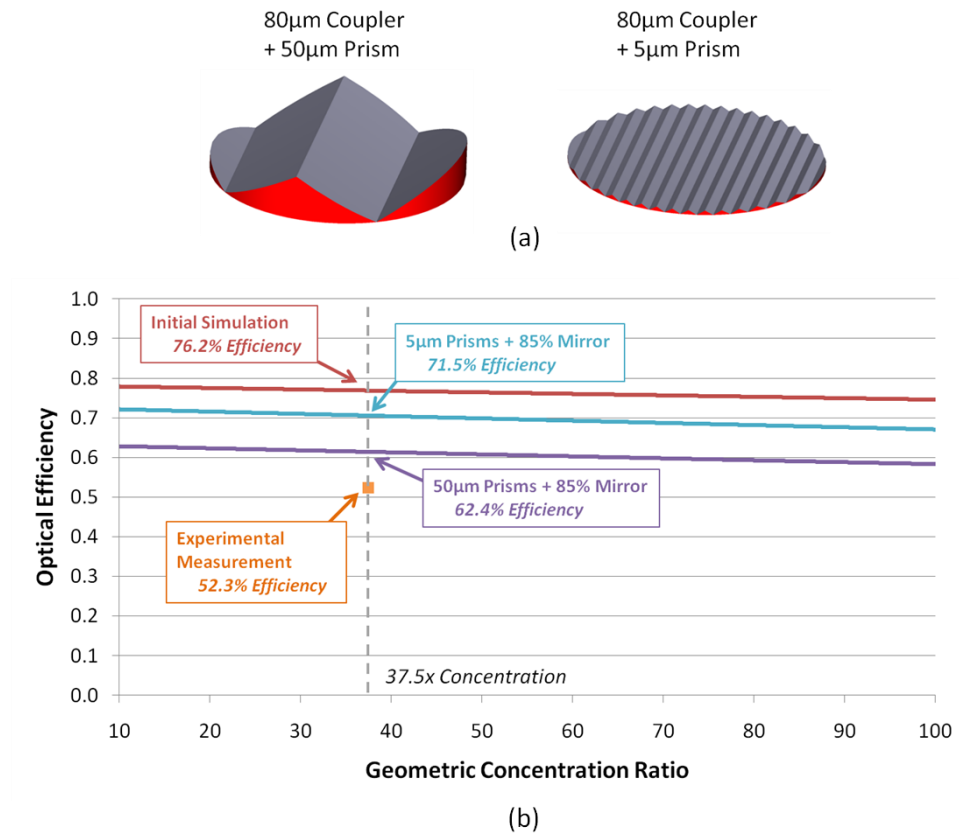 80μm Coupler
+ 50μm Prism
80μm Coupler
+ 5μm Prism
(a)
1.0
0.9
0.8
0.7
0.6
0.5
0.4
0.3
0.2
0.1
0.0
Optical Efficiency
Initial Simulation
76.2% Efficiency
5μm Prisms + 85% Mirror
71.5% Efficiency
50μm Prisms + 85% Mirror
62.4% Efficiency
Experimental
Measurement
52.3% Efficiency
37.5x Concentration
10 20 30 40 50 60 70 80 90 100
Geometric Concentration Ratio
(b)